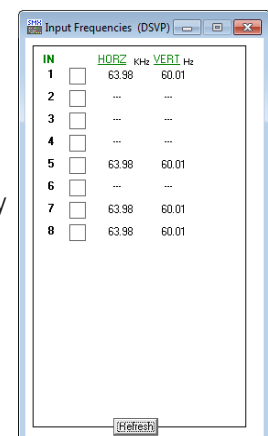 SMX Input Frequencies (DSVP)
IN HORZ KHz VERT Hz
1 63.98 60.01
2 --- ---
3 --- ---
4 --- ---
5 63.98 60.01
6 --- ---
7 63.98 60.01
8 63.98 60.01
y
Refresh